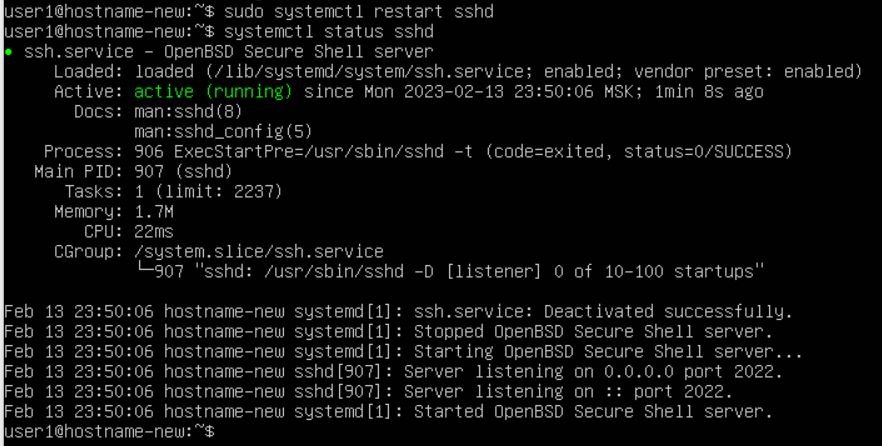 user1@hostname-new:~$ sudo systemctl restart sshd
user1@hostname-new:~$ systemctl status sshd
● ssh.service - OpenBSD Secure Shell server
     Loaded: loaded (/lib/systemd/system/ssh.service; enabled; vendor preset: enabled)
     Active: active (running) since Mon 2023-02-13 23:50:06 MSK; 1min 8s ago
       Docs: man:sshd(8)
             man:sshd_config(5)
    Process: 906 ExecStartPre=/usr/sbin/sshd -t (code=exited, status=0/SUCCESS)
   Main PID: 907 (sshd)
      Tasks: 1 (limit: 2237)
     Memory: 1.7M
        CPU: 22ms
     CGroup: /system.slice/ssh.service
             └─907 "sshd: /usr/sbin/sshd -D [listener] 0 of 10-100 startups"

Feb 13 23:50:06 hostname-new systemd[1]: ssh.service: Deactivated successfully.
Feb 13 23:50:06 hostname-new systemd[1]: Stopped OpenBSD Secure Shell server.
Feb 13 23:50:06 hostname-new systemd[1]: Starting OpenBSD Secure Shell server...
Feb 13 23:50:06 hostname-new sshd[907]: Server listening on 0.0.0.0 port 2022.
Feb 13 23:50:06 hostname-new sshd[907]: Server listening on :: port 2022.
Feb 13 23:50:06 hostname-new systemd[1]: Started OpenBSD Secure Shell server.
user1@hostname-new:~$